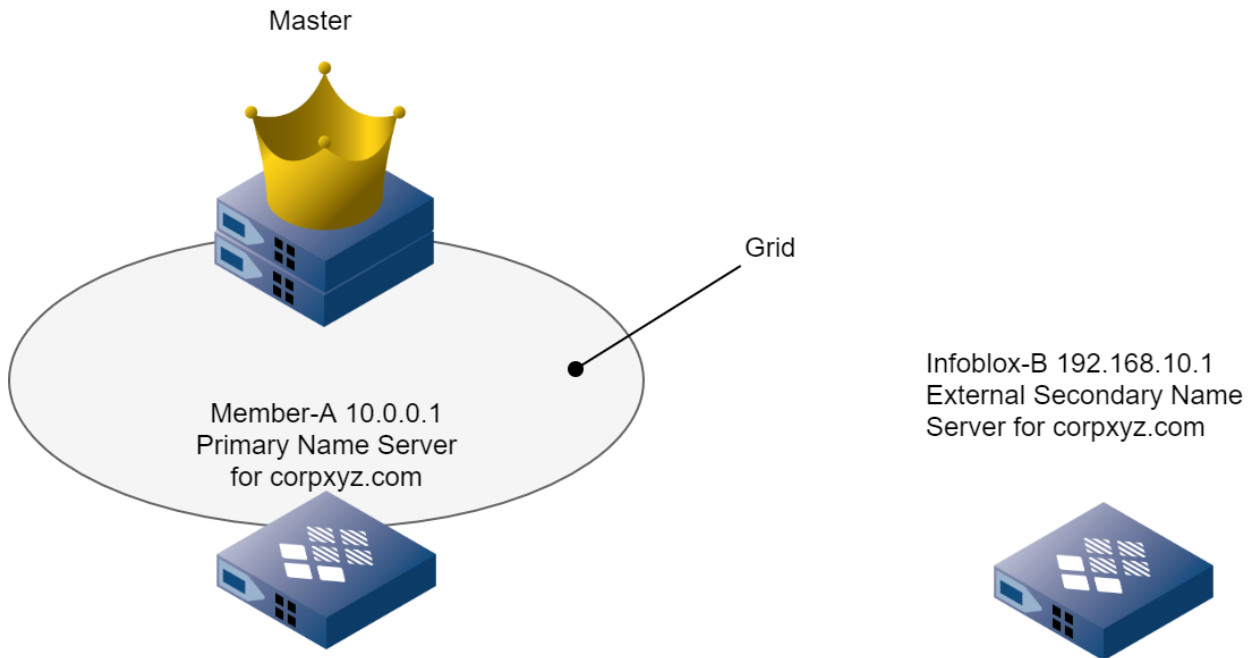 Master
Grid
Infoblox-B 192.168.10.1
External Secondary Name
Server for corpxyz.com
Member-A 10.0.0.1
Primary Name Server
for corpxyz.com